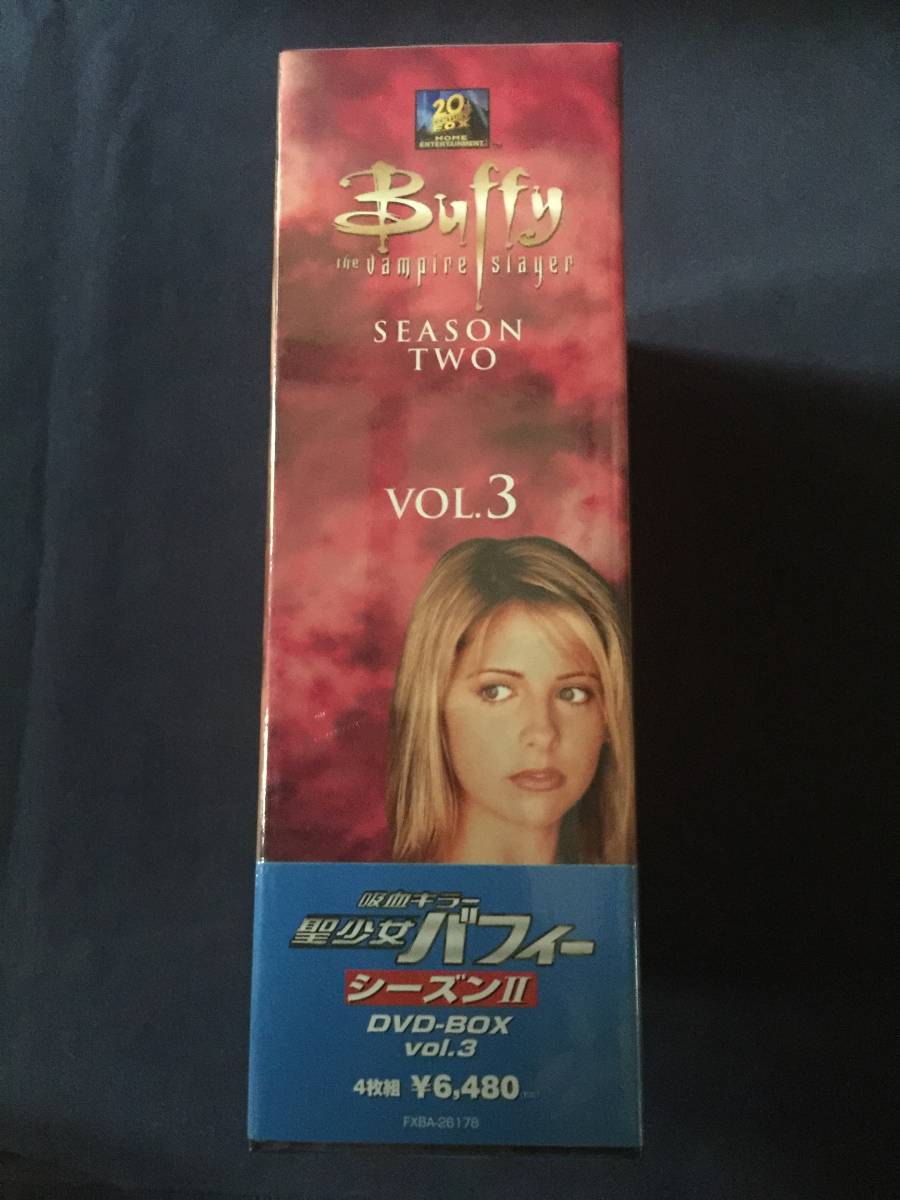 20th
CENTURY
FOX
HOME
ENTERTAINMENT
TM
Buffy
the vampire slayer
SEASON
TWO
VOL.3
吸血キラー
聖少女バフィー
シーズンII
DVD-BOX
vol.3
4枚組 ¥6,480
FXBA-26178